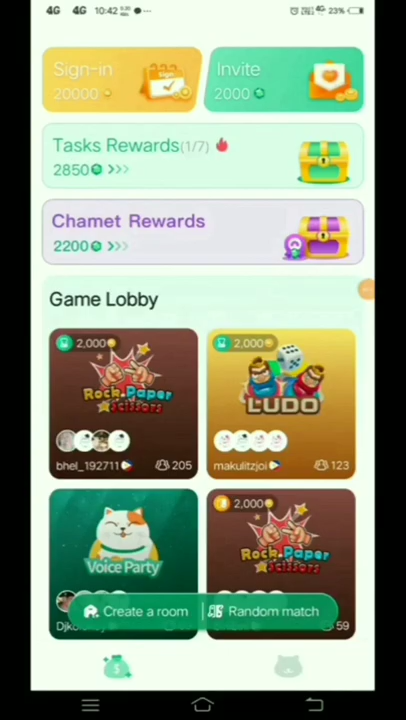 4G 4G 10:42
4G 23%
Sign-in
20000
Sign
Invite
2000
Tasks Rewards(1/7)
2850 >>>
Chamet Rewards
2200 >>>
Game Lobby
2,000
Rock Paper
Scissors
bhel_192711 205
2,000
LUDO
makulitzjoi 123
Voice Party
2,000
Rock Paper
Scissors
59
Create a room | Random match
$